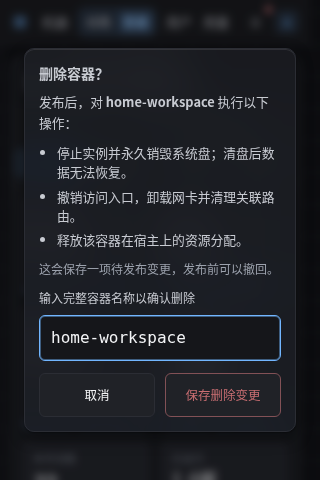 删除容器？
发布后，对 home-workspace 执行以下
操作：
停止实例并永久销毁系统盘；清盘后数
据无法恢复。
撤销访问入口，卸载网卡并清理关联路
由。
释放该容器在宿主上的资源分配。
这会保存一项待发布变更，发布前可以撤回。
输入完整容器名称以确认删除
home-workspace
取消
保存删除变更